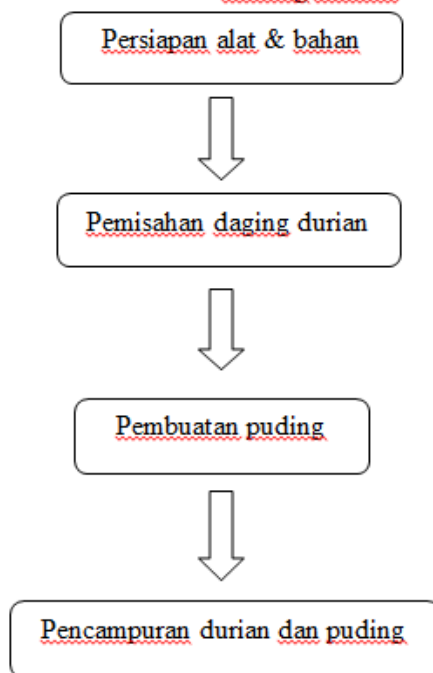 Persiapan alat & bahan
Pemisahan daging durian
Pembuatan puding
Pencampuran durian dan puding